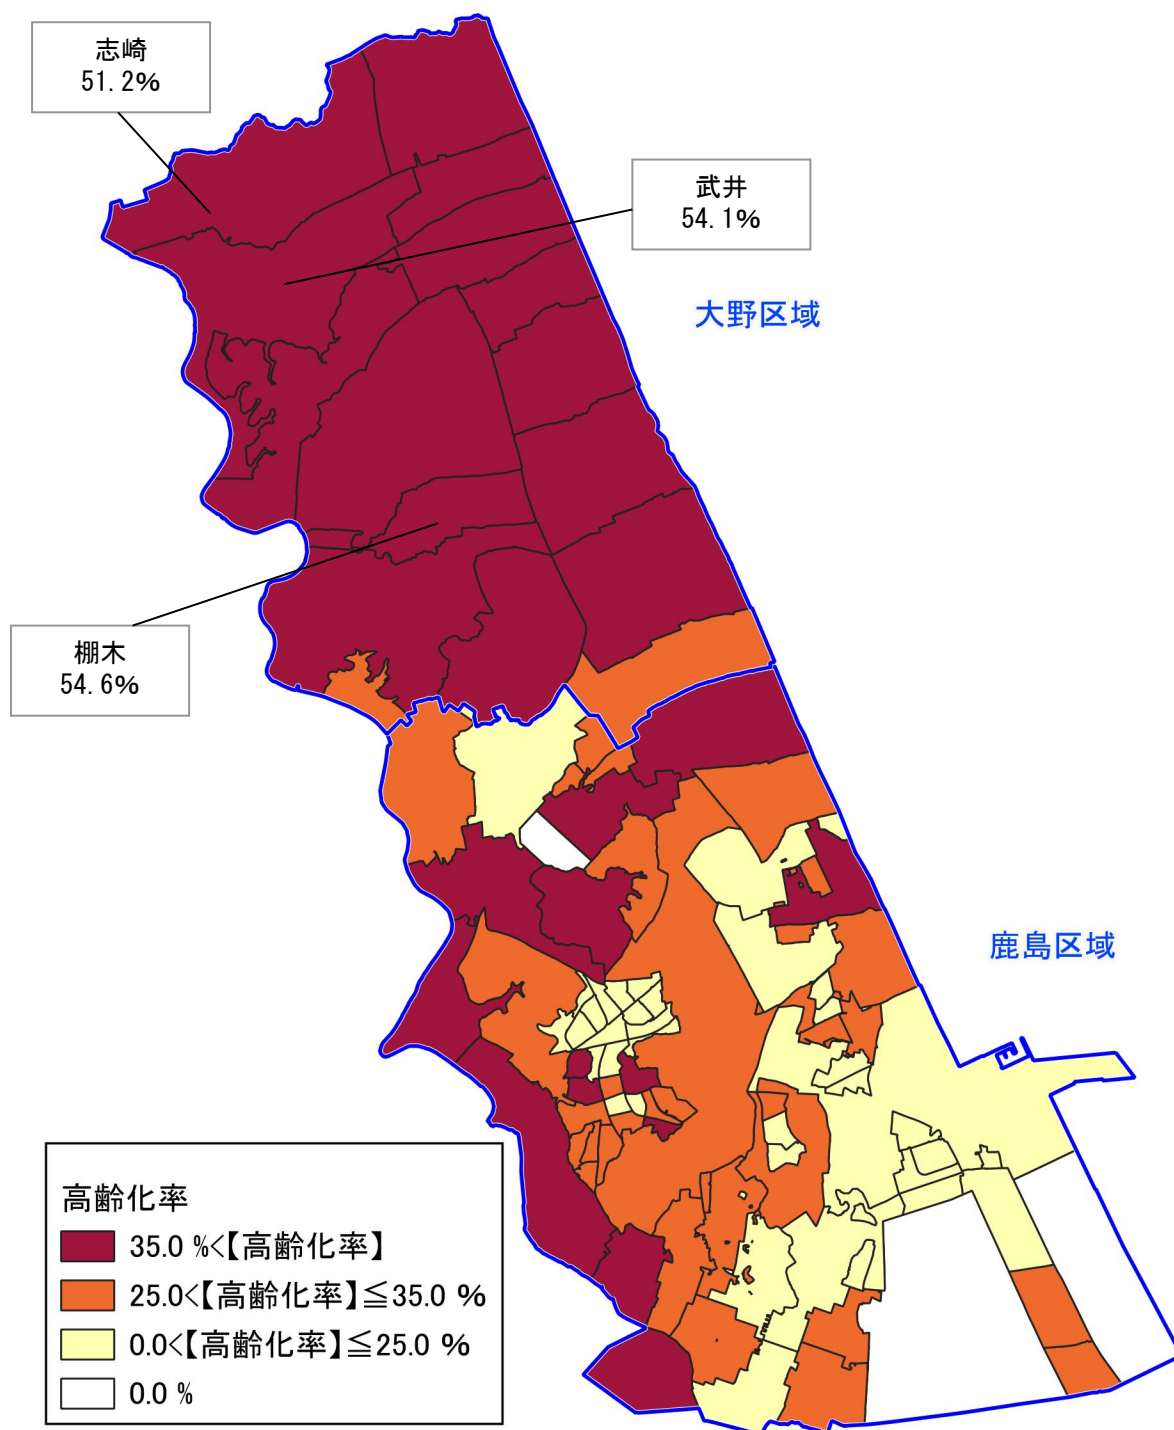 志崎
51.2%
武井
54.1%
大野区域
棚木
54.6%
鹿島区域
高齢化率
35.0 %<【高齢化率】
25.0<【高齢化率】≦35.0 %
0.0<【高齢化率】≦25.0 %
0.0 %